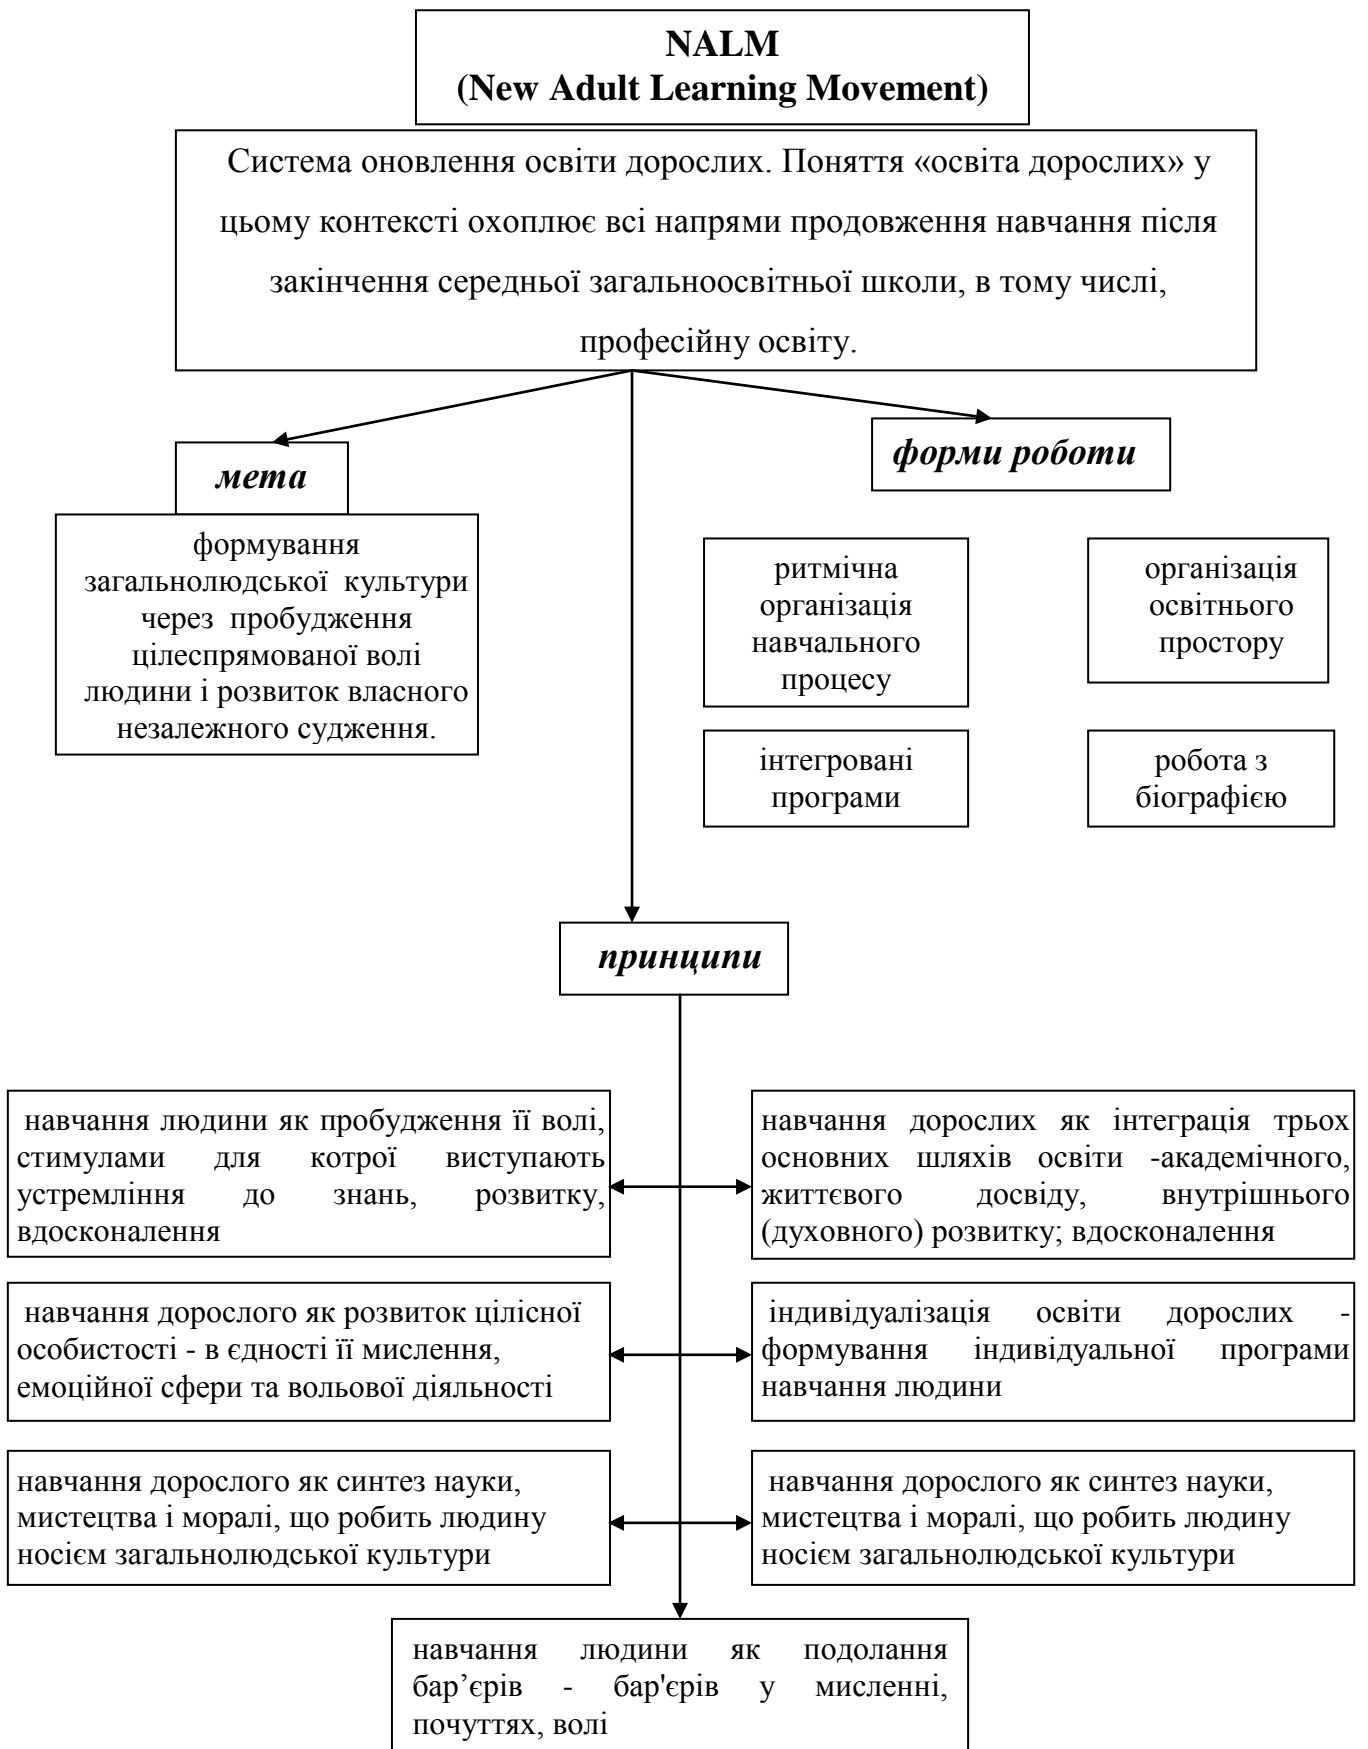 NALM
(New Adult Learning Movement)
Система оновлення освіти дорослих. Поняття «освіта дорослих» у
цьому контексті охоплює всі напрями продовження навчання після
закінчення середньої загальноосвітньої школи, в тому числі,
професійну освіту.
мета
форми роботи
формування
загальнолюдської культури
через пробудження
цілеспрямованої волі
людини і розвиток власного
незалежного судження.
ритмічна
організація
навчального
процесу
організація
освітнього
простору
інтегровані
програми
робота з
біографією
принципи
навчання людини як пробудження її волі,
стимулами для котрої виступають
устремління до знань, розвитку,
вдосконалення
навчання дорослих як інтеграція трьох
основних шляхів освіти -академічного,
життєвого досвіду, внутрішнього
(духовного) розвитку; вдосконалення
навчання дорослого як розвиток цілісної
особистості - в єдності її мислення,
емоційної сфери та вольової діяльності
індивідуалізація освіти дорослих -
формування індивідуальної програми
навчання людини
навчання дорослого як синтез науки,
мистецтва і моралі, що робить людину
носієм загальнолюдської культури
навчання дорослого як синтез науки,
мистецтва і моралі, що робить людину
носієм загальнолюдської культури
навчання людини як подолання
бар’єрів - бар'єрів у мисленні,
почуттях, волі